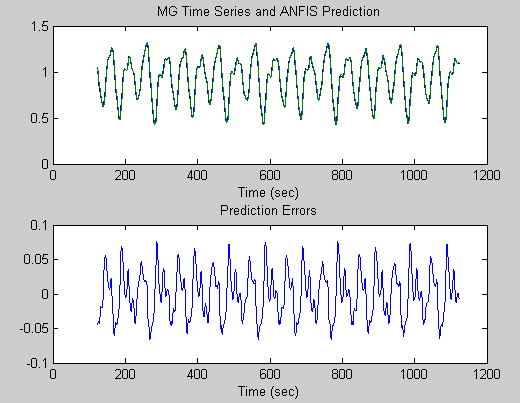 MG Time Series and ANFIS Prediction
1.5
1
0.5
0
0 200 400 600 800 1000 1200
Time (sec)
Prediction Errors
0.1
0.05
0
-0.05
-0.1
0 200 400 600 800 1000 1200
Time (sec)